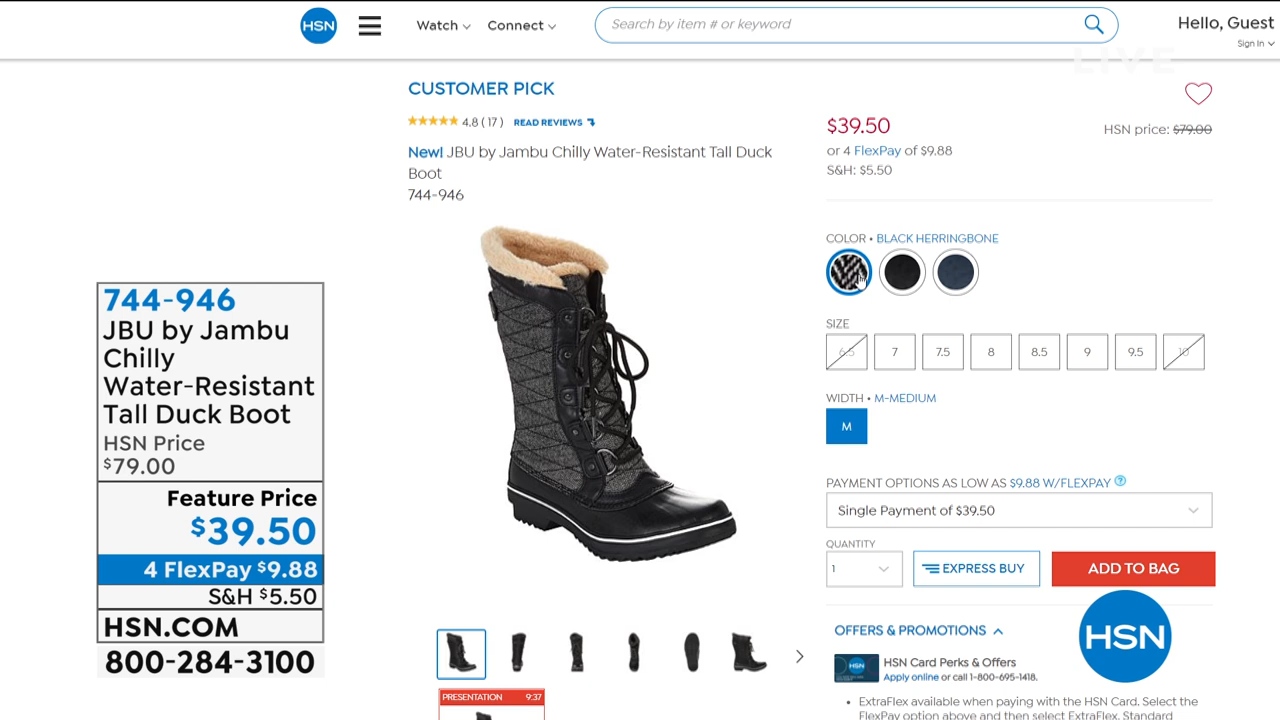 HSN
Watch
Connect
Search by item # or keyword
Hello, Guest
Sign In
LIVE
CUSTOMER PICK
4.8 ( 17 ) READ REVIEWS
New! JBU by Jambu Chilly Water-Resistant Tall Duck
Boot
744-946
$39.50
HSN price: $79.00
or 4 FlexPay of $9.88
S&H: $5.50
COLOR • BLACK HERRINGBONE
SIZE
6.5 7 7.5 8 8.5 9 9.5 10
WIDTH • M-MEDIUM
M
PAYMENT OPTIONS AS LOW AS $9.88 W/FLEXPAY ?
Single Payment of $39.50
QUANTITY
1
EXPRESS BUY
ADD TO BAG
OFFERS & PROMOTIONS
HSN
HSN Card Perks & Offers
Apply online or call 1-800-695-1418.
• ExtraFlex available when paying with the HSN Card. Select the
FlexPay option above and then select ExtraFlex. Standard
HSN
744-946
JBU by Jambu
Chilly
Water-Resistant
Tall Duck Boot
HSN Price
$79.00
Feature Price
$39.50
4 FlexPay $9.88
S&H $5.50
HSN.COM
800-284-3100
PRESENTATION 9:37